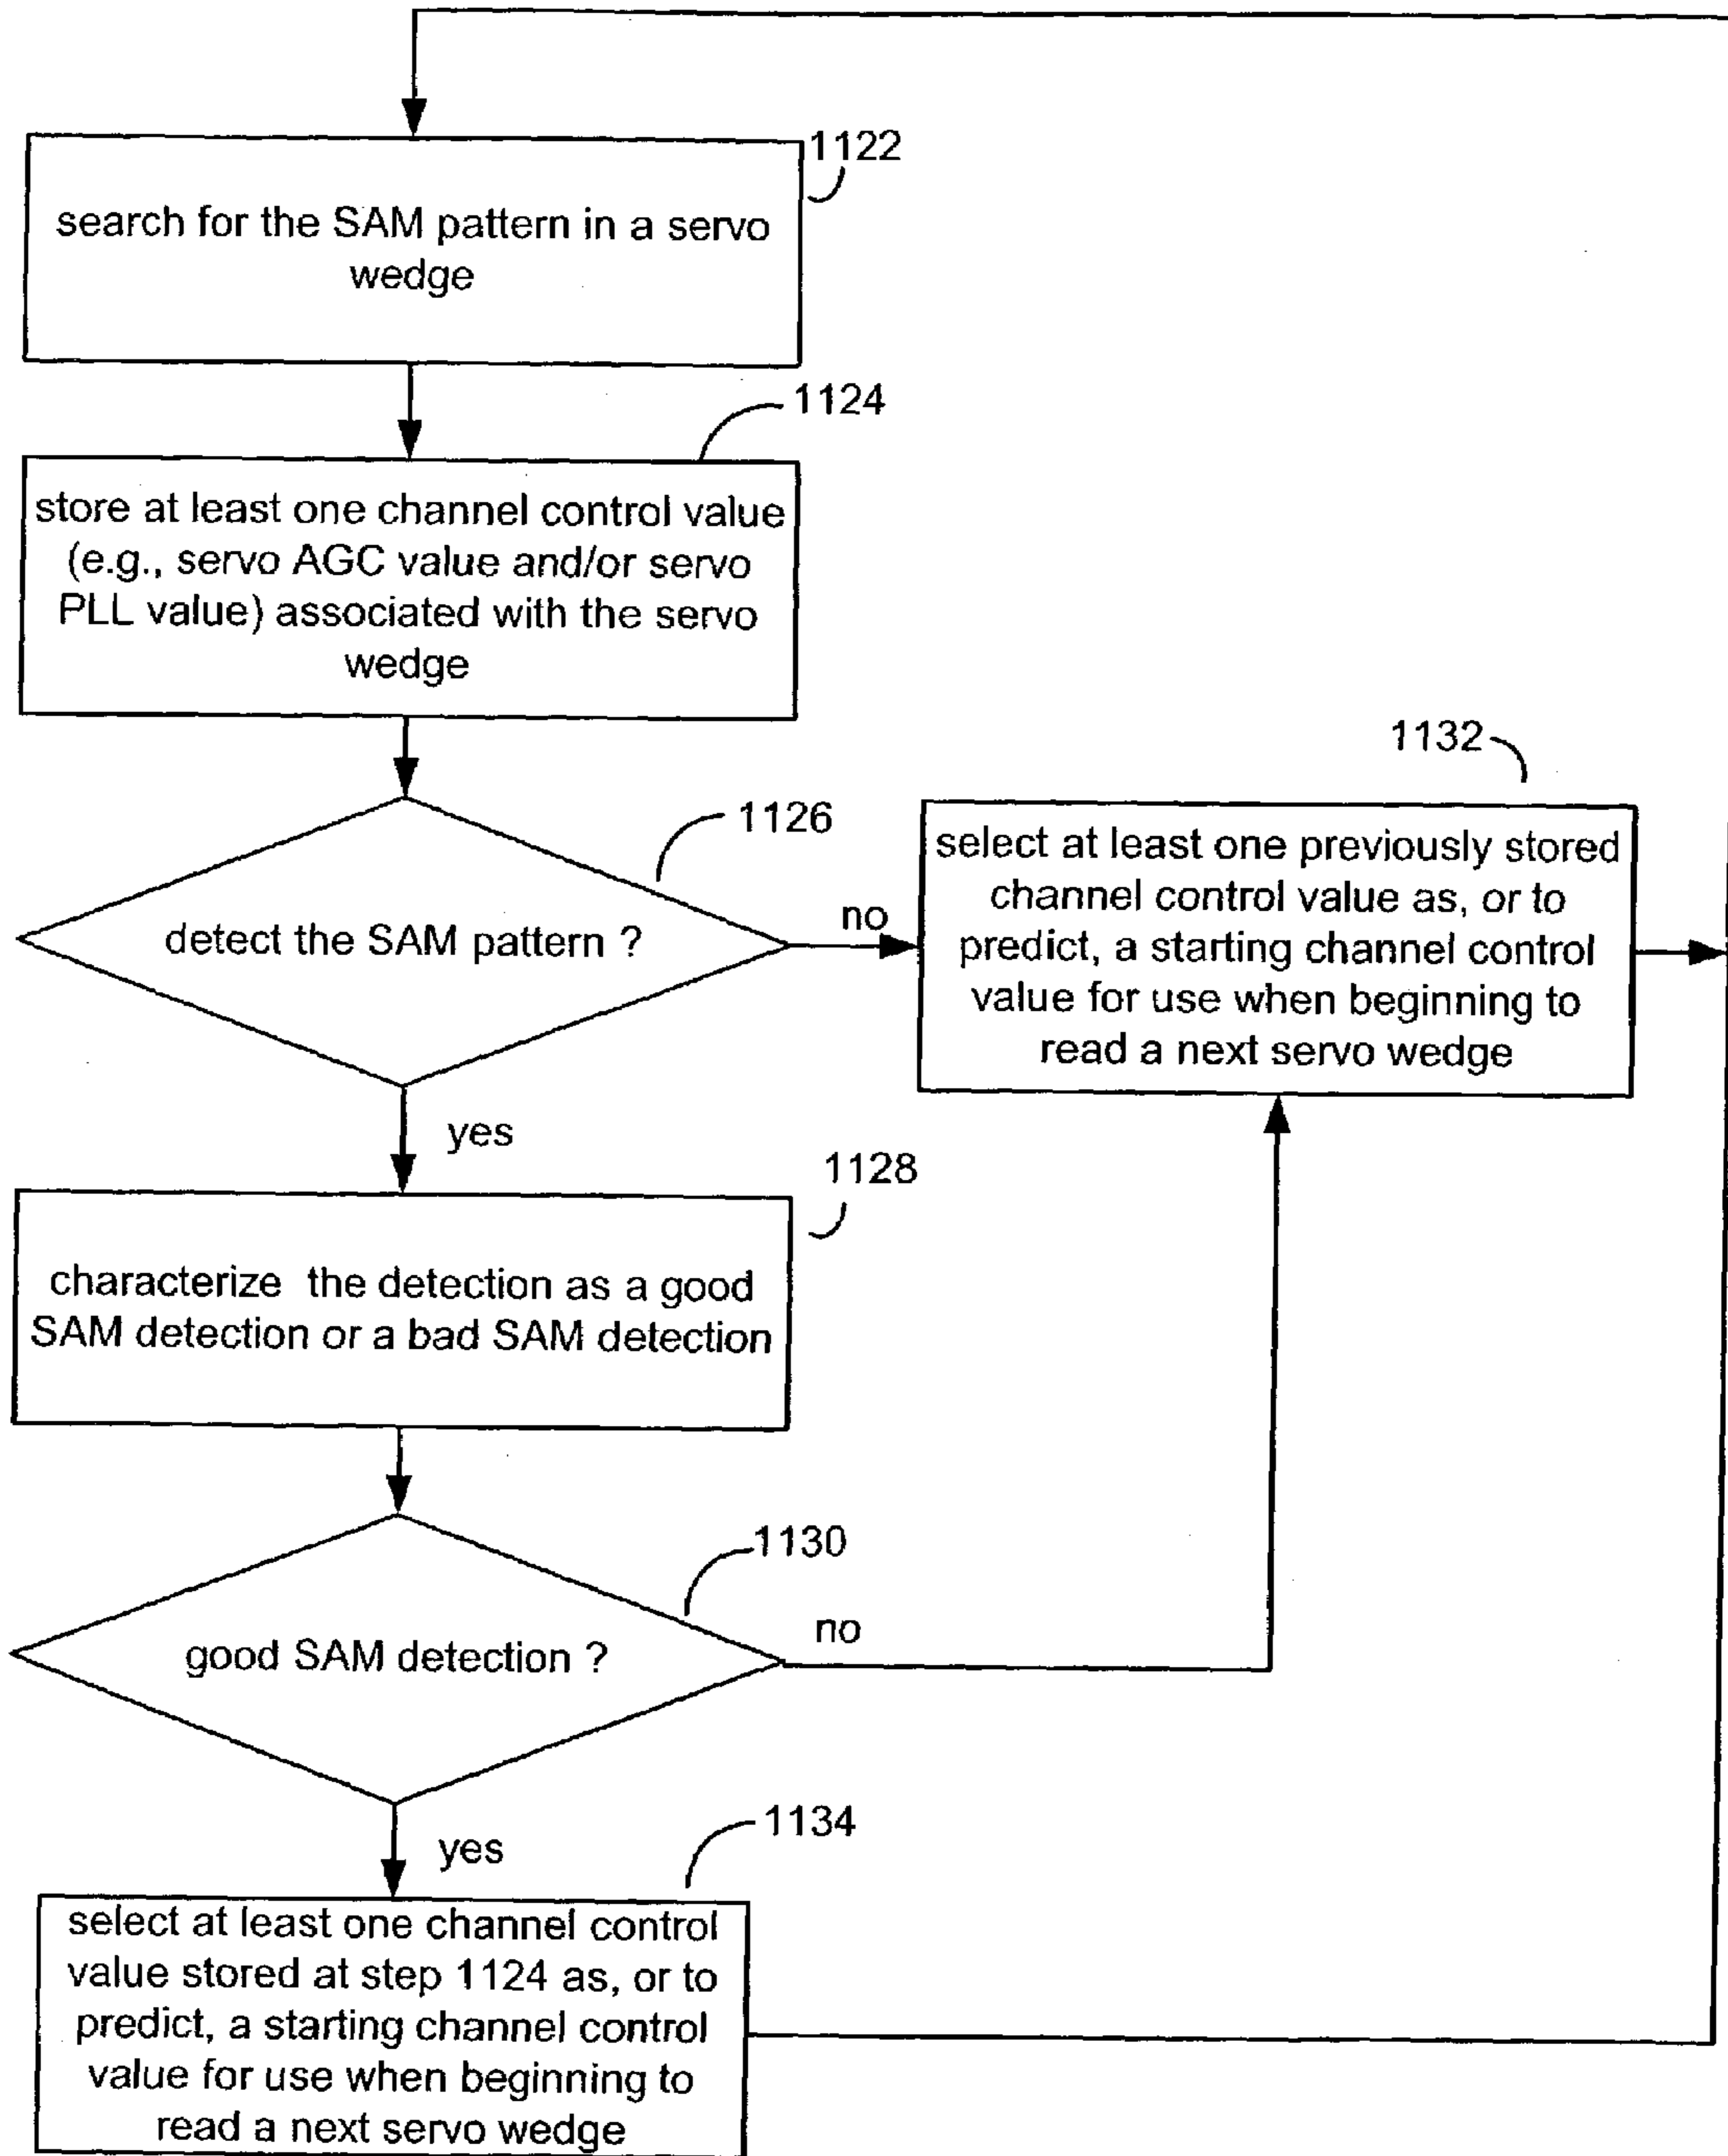 1122
search for the SAM pattern in a servo
wedge
1124
store at least one channel control value
(e.g., servo AGC value and/or servo
PLL value) associated with the servo
wedge
1126
detect the SAM pattern ?
no
yes
1132
select at least one previously stored
channel control value as, or to
predict, a starting channel control
value for use when beginning to
read a next servo wedge
1128
characterize the detection as a good
SAM detection or a bad SAM detection
1130
good SAM detection ?
no
yes
1134
select at least one channel control
value stored at step 1124 as, or to
predict, a starting channel control
value for use when beginning to
read a next servo wedge